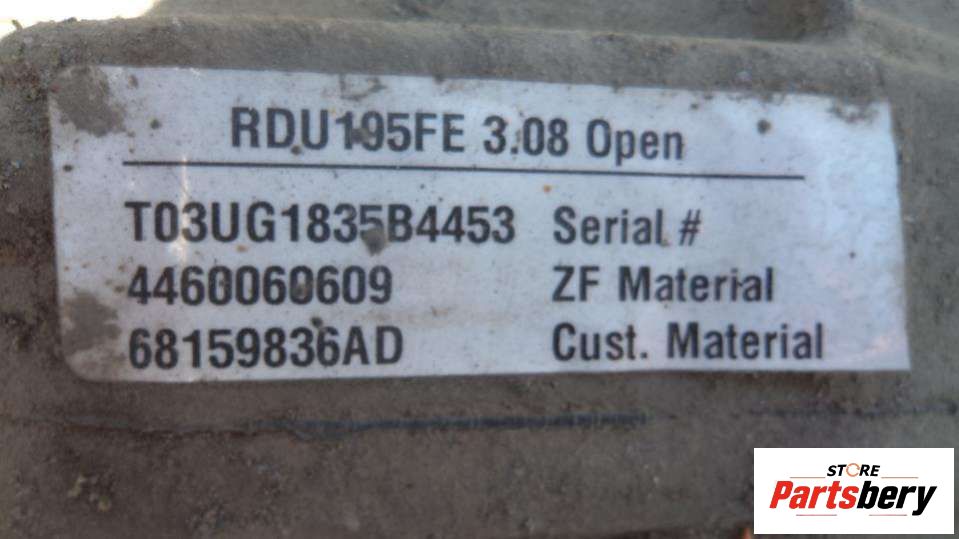 RDU195FE 3.08 Open
T03UG1835B4453 Serial #
4460060609 ZF Material
68159836AD Cust. Material
STORE
Partsbery